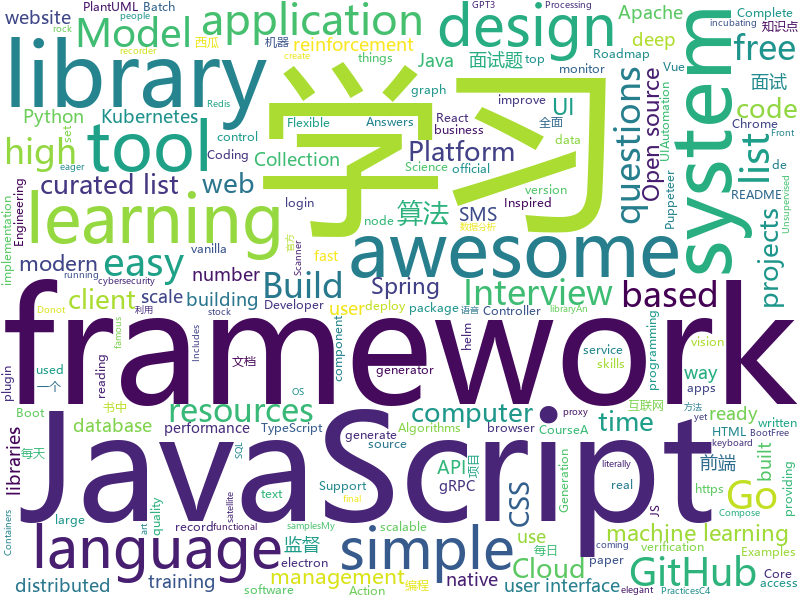 PlantUML Batch
website
Model
application
design
system
Apache
Complete
Processing
GPT3
incubating
people
rock
recorder
西瓜
机器
reinforcement
面试题
deep
top
Roadmap
知识点
create
things
Java
monitor
Vue
free
library
学习
Redis
improve
graph
面试
Python
control
Flexible
Answers
React
business
全面
data
UI
set
Kubernetes
tool
questions
Open source
UIAutomation
Chrome
Front
code
high
Coding
Collection
Science
official
Platform
de
eager
version
Puppeteer
list
README
Engineering
curated list
web
login
Inspired
node
算法
SMS
Unsupervised
implementation
learning
awesome
projects
modern
vanilla
数据分析
官方
Scanner
fast
number
Spring
running
cybersecurity
easy
Build
Interview
based
client
scale
building
user
deploy
package
Controller
语音
利用
stock
Developer
libraryAn
famous
Includes
framework
JavaScript
plugin
libraries
reading
component
helm
service
skills
programming
vision
way
used
Boot
generator
apps
一个
书中
文档
OS
resources
computer
time
ready
performance
TypeScript
Algorithms
browser
CourseA
互联网
方法
yet
written
database
keyboard
BootFree
record
generate
source
HTML
language
simple
CSS
API
gRPC
项目
JS
Go
proxy
每天
SQL
Support
text
Generation
real
https
built
providing
Containers
quality
large
art
satellite
functional
scalable
前端
literally
监督
use
每日
machine learning
Compose
management
Cloud
GitHub
distributed
training
electron
Examples
paper
编程
native
user interface
Core
coming
elegant
software
final
samplesMy
Action
verification
access
Donot
PracticesC4